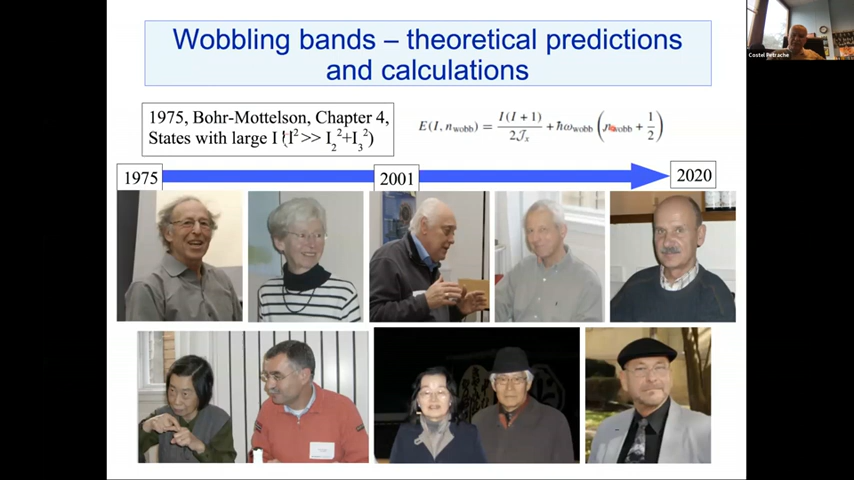 Wobbling bands – theoretical predictions
and calculations
1975, Bohr-Mottelson, Chapter 4,
States with large I (I²>> I₂²+I₃²)
E(I, n_wobb) = I(I + 1) / 2𝒥ₓ + ħω_wobb (n_wobb + 1/2)
1975
2001
2020
Costel Petrache